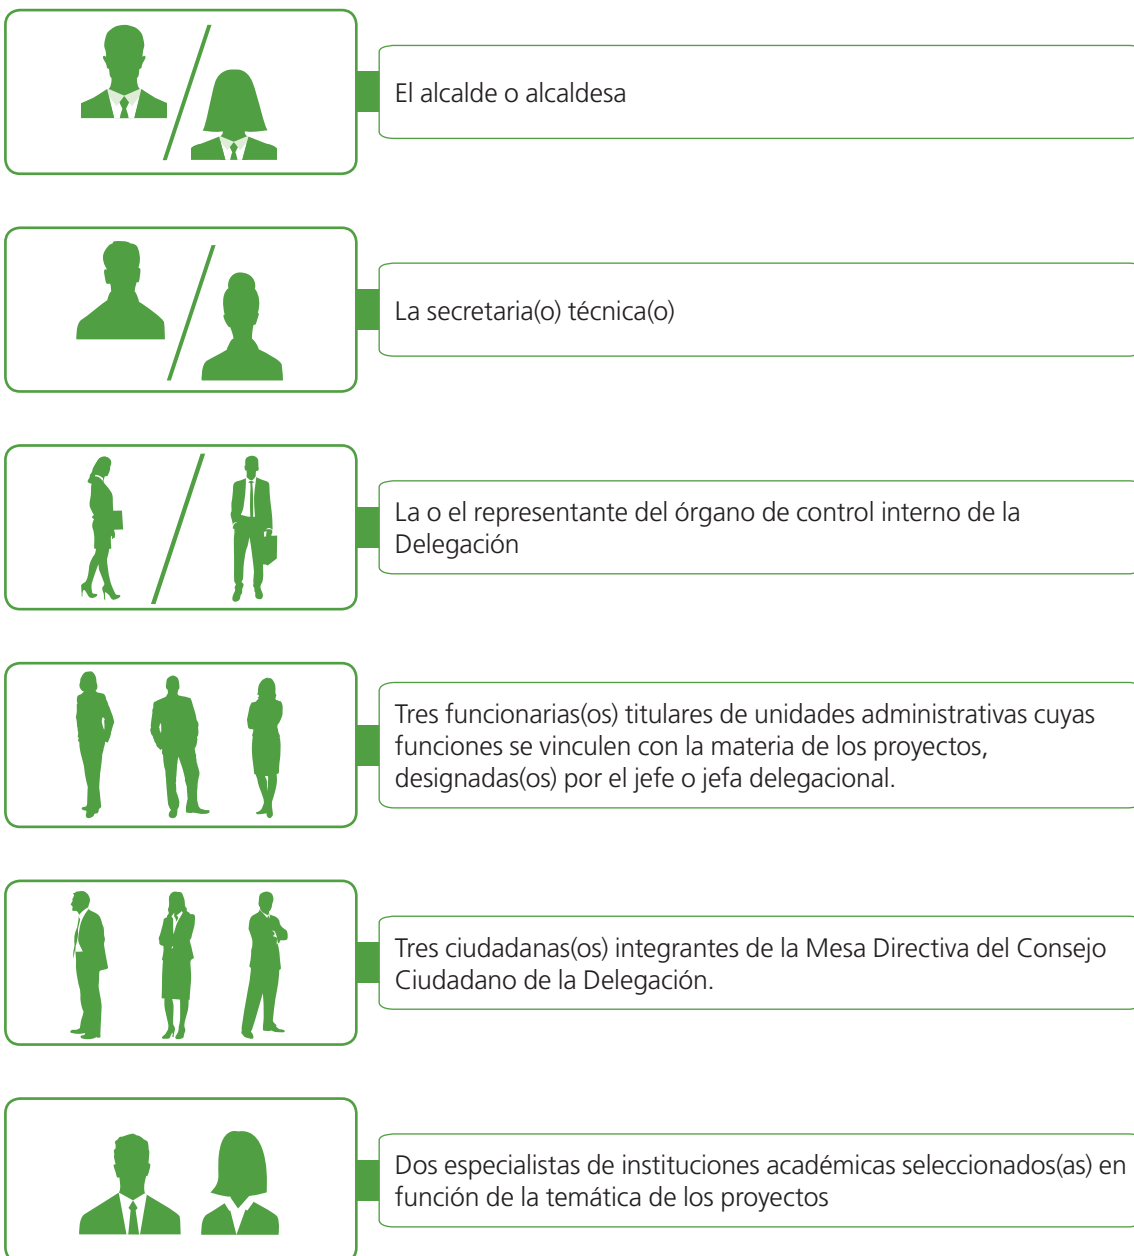 El alcalde o alcaldesa
La secretaria(o) técnica(o)
La o el representante del órgano de control interno de la
Delegación
Tres funcionarias(os) titulares de unidades administrativas cuyas
funciones se vinculen con la materia de los proyectos,
designadas(os) por el jefe o jefa delegacional.
Tres ciudadanas(os) integrantes de la Mesa Directiva del Consejo
Ciudadano de la Delegación.
Dos especialistas de instituciones académicas seleccionados(as) en
función de la temática de los proyectos